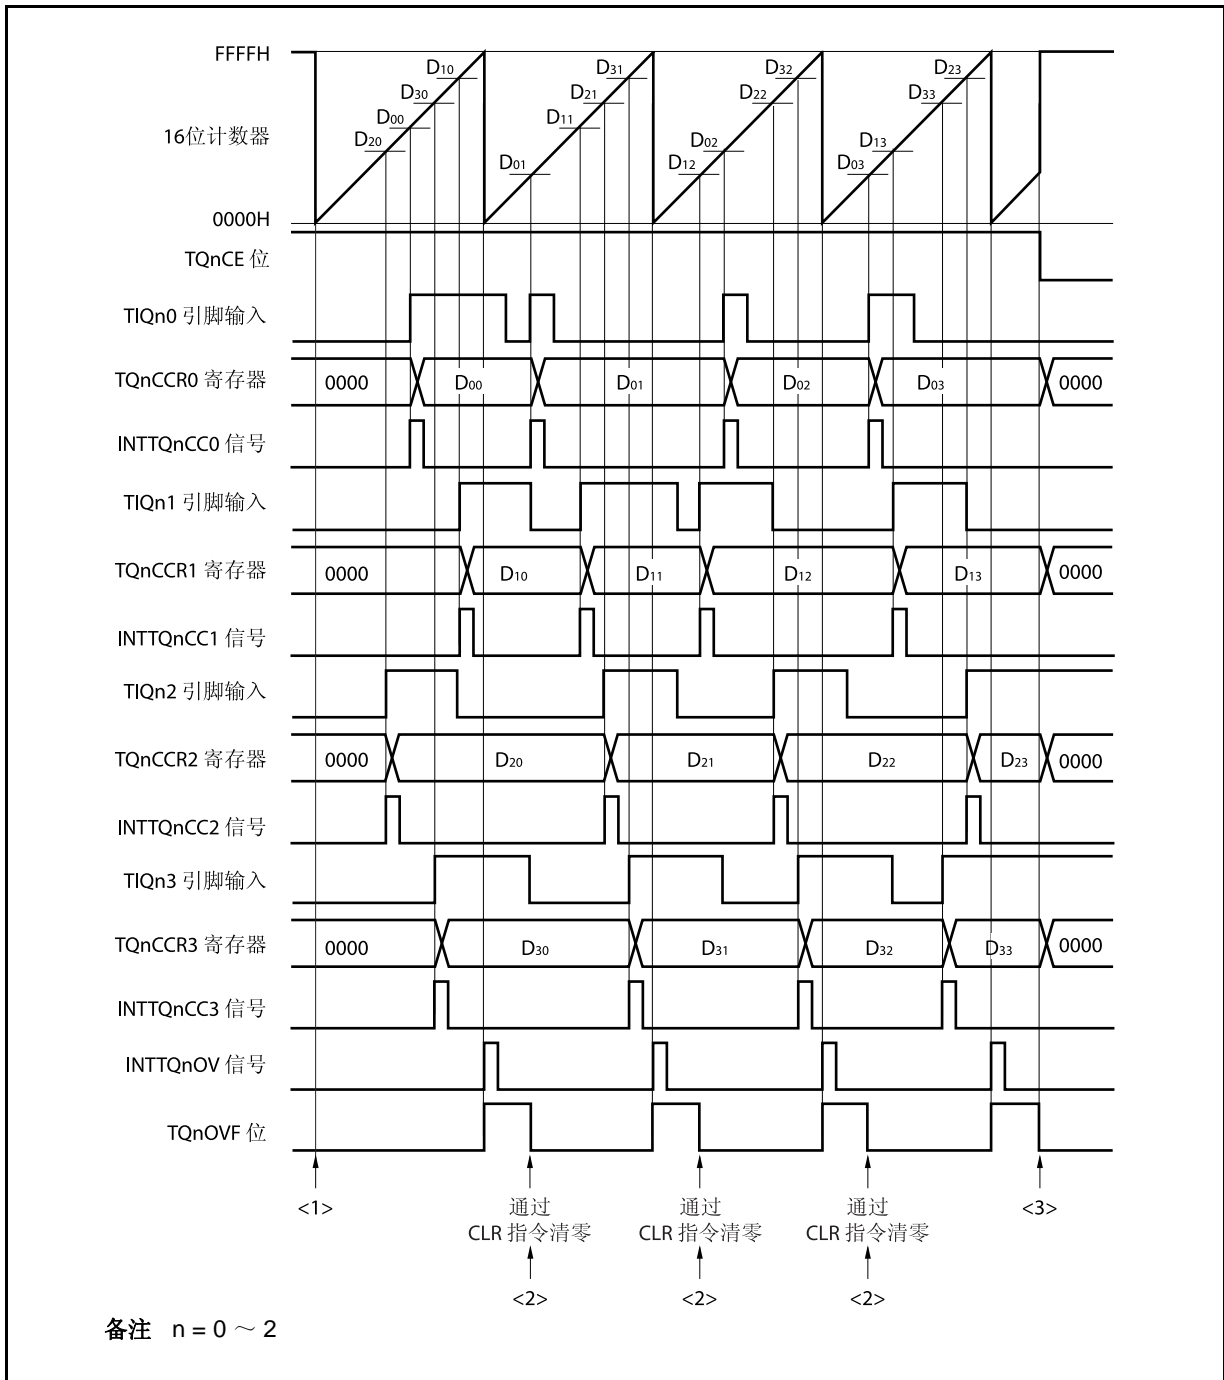 FFFFH
16位计数器
0000H
D10
D30
D00
D20
D31
D21
D11
D01
D32
D22
D02
D12
D23
D33
D13
D03
TQnCE 位
TIQn0 引脚输入
TQnCCR0 寄存器 0000 D00 D01 D02 D03 0000
INTTQnCC0 信号
TIQn1 引脚输入
TQnCCR1 寄存器 0000 D10 D11 D12 D13 0000
INTTQnCC1 信号
TIQn2 引脚输入
TQnCCR2 寄存器 0000 D20 D21 D22 D23 0000
INTTQnCC2 信号
TIQn3 引脚输入
TQnCCR3 寄存器 0000 D30 D31 D32 D33 0000
INTTQnCC3 信号
INTTQnOV 信号
TQnOVF 位
<1> 通过 通过 通过 <3>
CLR 指令清零 CLR 指令清零 CLR 指令清零
<2> <2> <2>
备注 n = 0 ～ 2